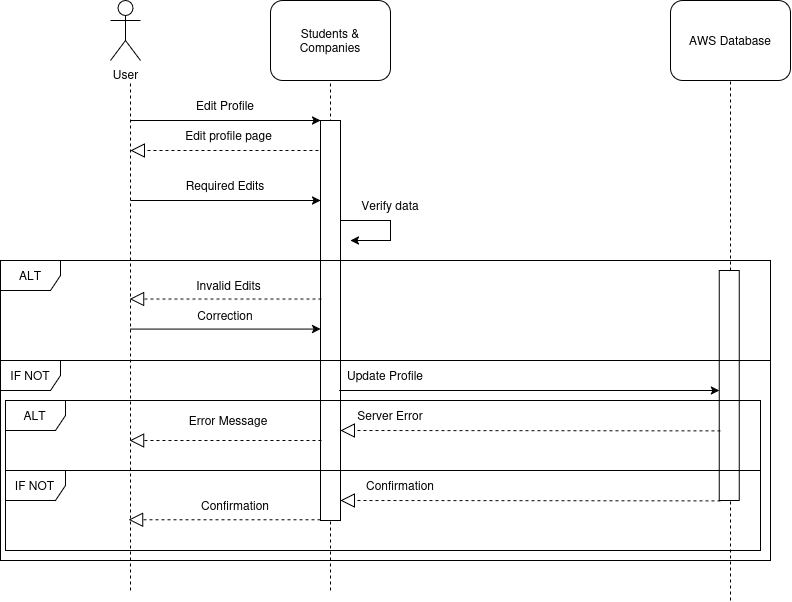 Students &
Companies
AWS Database
User
Edit Profile
Edit profile page
Required Edits
Verify data
ALT
Invalid Edits
Correction
IF NOT
Update Profile
ALT
Server Error
Error Message
IF NOT
Confirmation
Confirmation